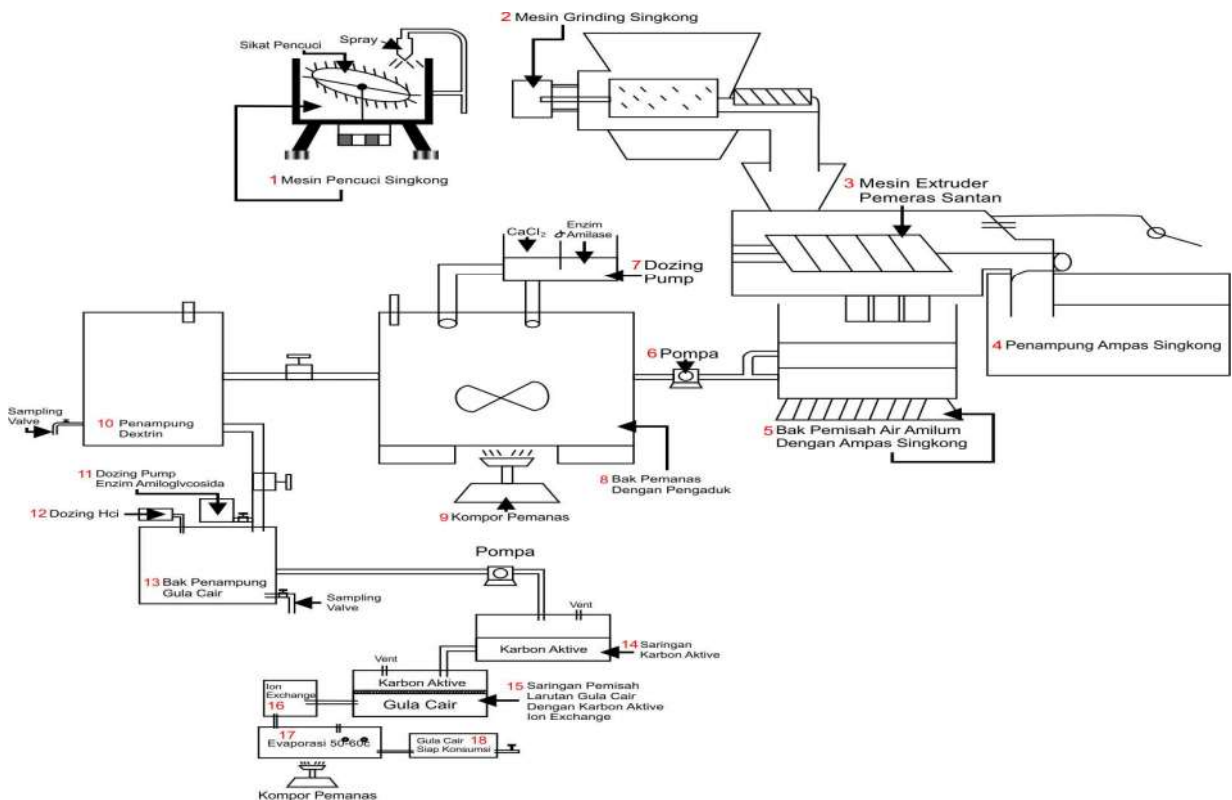 2 Mesin Grinding Singkong
Spray
Sikat Pencuci
1 Mesin Pencuci Singkong
3 Mesin Extruder
Pemeras Santan
CaCl₂
Enzim
Amilase
7 Dozing
Pump
6 Pompa
4 Penampung Ampas Singkong
Sampling
Valve
10 Penampung
Dextrin
5 Bak Pemisah Air Amilum
Dengan Ampas Singkong
11 Dozing Pump
Enzim Amiloglvcosida
8 Bak Pemanas
Dengan Pengaduk
9 Kompor Pemanas
12 Dozing Hci
Pompa
13 Bak Penampung
Gula Cair
Sampling
Valve
Vent
Karbon Aktive
14 Saringan
Karbon Aktive
Vent
Karbon Aktive
Gula Cair
15 Saringan Pemisah
Larutan Gula Cair
Dengan Karbon Aktive
Ion Exchange
Ion
Exchange
16
17
Evaporasi 50-60c
Gula Cair 18
Siap Konsumsi
Kompor Pemanas